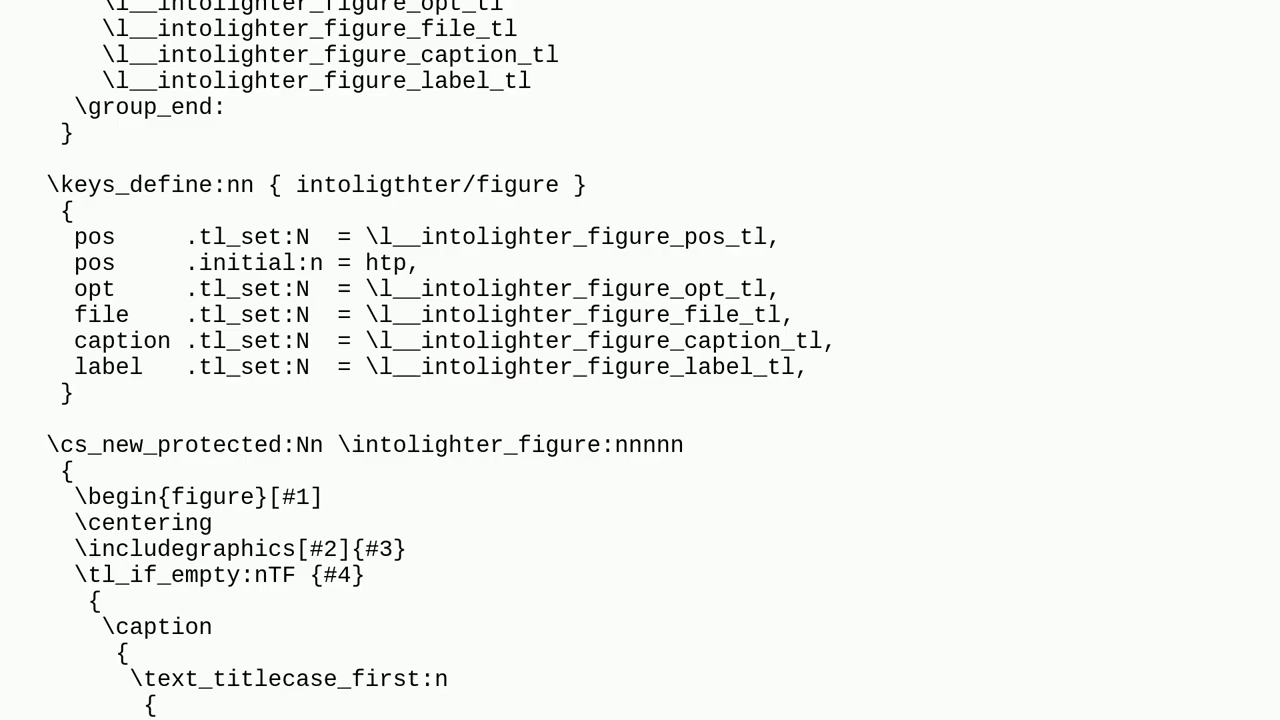 \l__intolighter_figure_opt_tl
\l__intolighter_figure_file_tl
\l__intolighter_figure_caption_tl
\l__intolighter_figure_label_tl
\group_end:
}
\keys_define:nn { intoligthter/figure }
{
pos .tl_set:N = \l__intolighter_figure_pos_tl,
pos .initial:n = htp,
opt .tl_set:N = \l__intolighter_figure_opt_tl,
file .tl_set:N = \l__intolighter_figure_file_tl,
caption .tl_set:N = \l__intolighter_figure_caption_tl,
label .tl_set:N = \l__intolighter_figure_label_tl,
}
\cs_new_protected:Nn \intolighter_figure:nnnnn
{
\begin{figure}[#1]
\centering
\includegraphics[#2]{#3}
\tl_if_empty:nTF {#4}
{
\caption
{
\text_titlecase_first:n
{